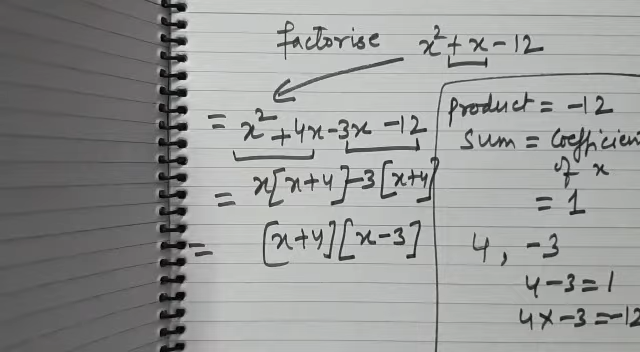 factorise x² + x - 12
= x² + 4x - 3x - 12
= x[x+4] - 3[x+4]
= [x+4][x-3]
product = -12
Sum = Coefficien
of x
= 1
4, -3
4 - 3 = 1
4 x -3 = -12